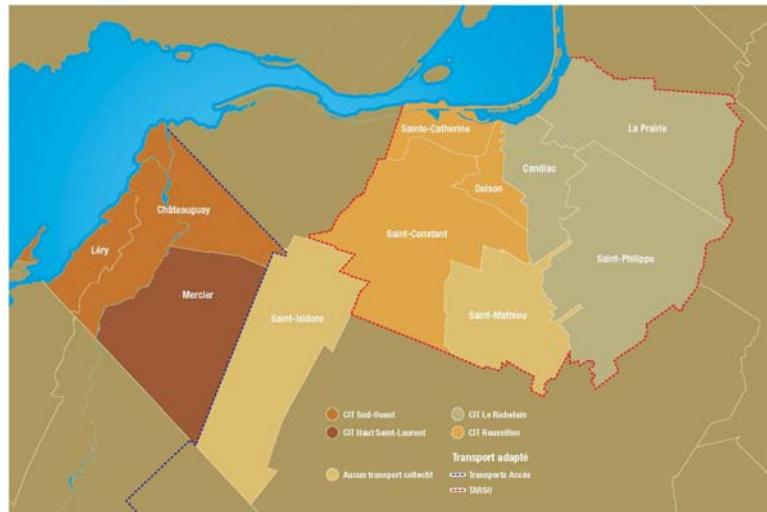 Sainte-Catherine
La Prairie
Candiac
Delson
Châteauguay
Saint-Constant
Léry
Saint-Philippe
Mercier
Saint-Isidore
Saint-Mathieu
CIT Sud-Ouest
CIT Le Richelain
CIT Haut Saint-Laurent
CIT Roussillon
Transport adapté
Aucun transport collectif
Transports Accès
TARSO